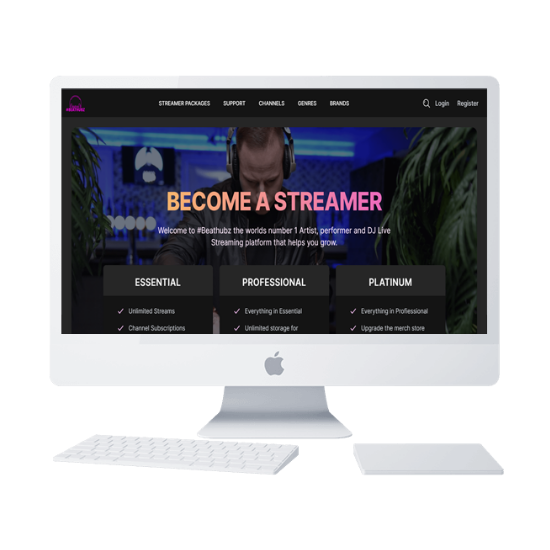 STREAMER PACKAGES SUPPORT CHANNELS GENRES BRANDS Login Register
BECOME A STREAMER
Welcome to #Beathubz the worlds number 1 Artist, performer and DJ Live
Streaming platform that helps you grow.
ESSENTIAL PROFESSIONAL PLATINUM
Unlimited Streams Everything in Essential Everything in Proffesional
Channel Subscriptions Unlimited storage for Upgrade the merch store